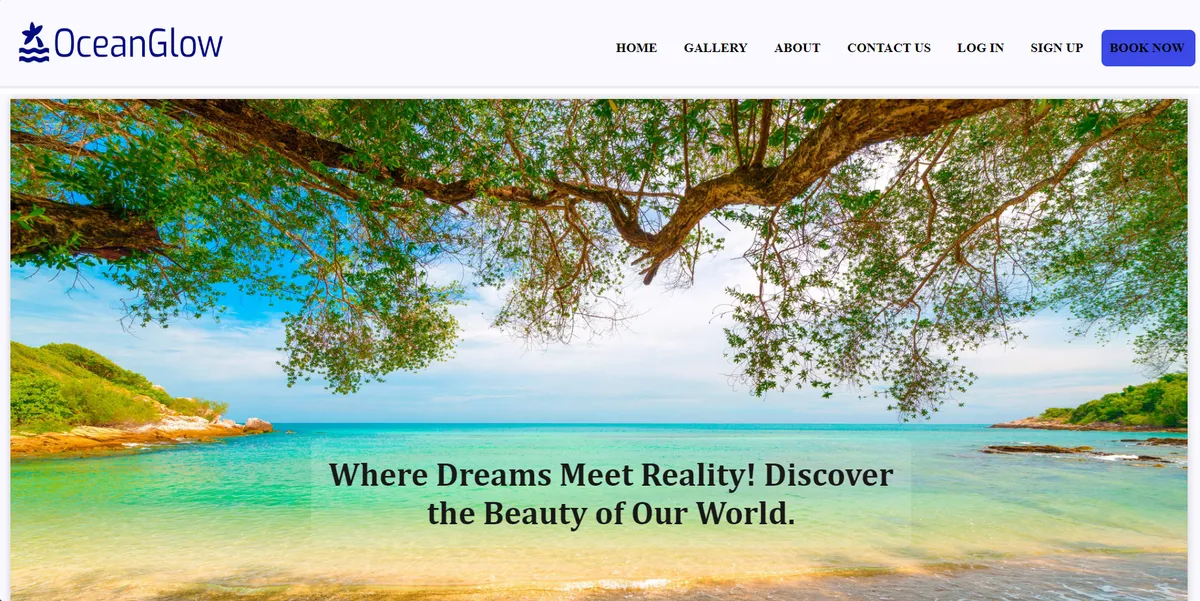 OceanGlow
HOME GALLERY ABOUT CONTACT US LOG IN SIGN UP BOOK NOW
Where Dreams Meet Reality! Discover
the Beauty of Our World.